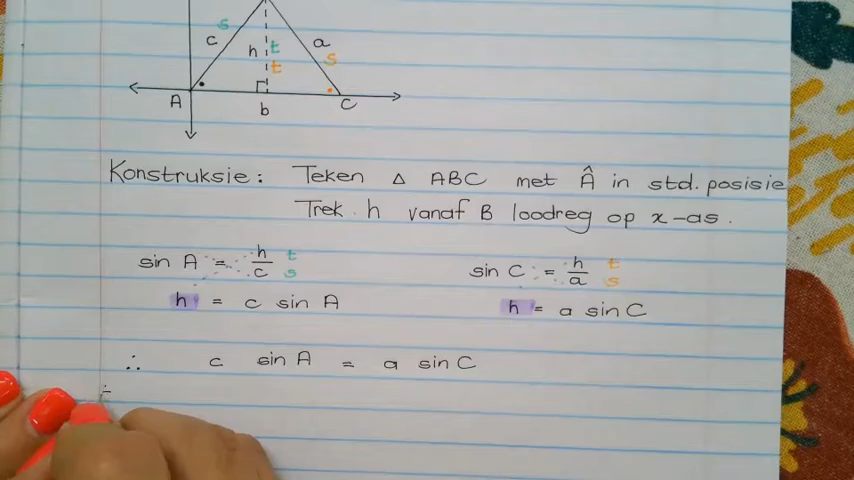 s
c h t a s
t
A b C
Konstruksie: Teken △ ABC met Â in std. posisie
Trek h vanaf B loodreg op x-as.
sin A = h/c t s sin C = h/a t s
h = c sin A h = a sin C
∴ c sin A = a sin C
÷